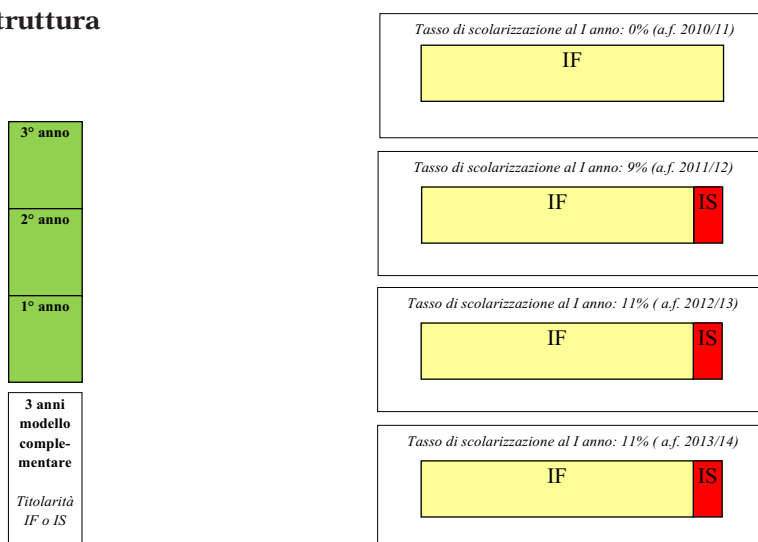 truttura
3° anno
2° anno
1° anno
3 anni
modello
comple-
mentare
Titolarità
IF o IS
Tasso di scolarizzazione al I anno: 0% (a.f. 2010/11)
IF
Tasso di scolarizzazione al I anno: 9% (a.f. 2011/12)
IF
IS
Tasso di scolarizzazione al I anno: 11% ( a.f. 2012/13)
IF
IS
Tasso di scolarizzazione al I anno: 11% ( a.f. 2013/14)
IF
IS